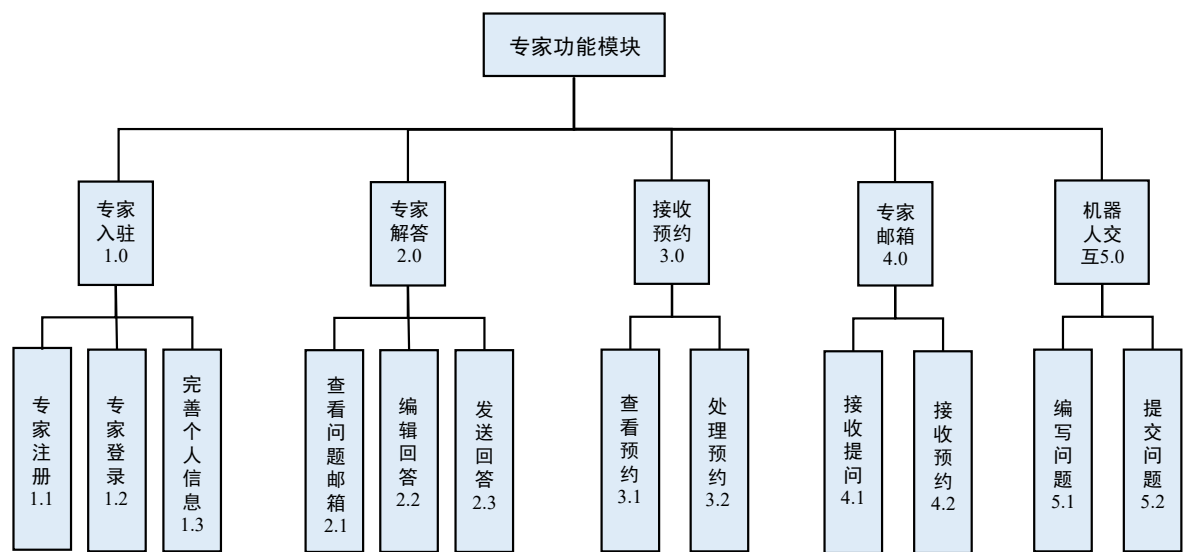 专家功能模块
专家
入驻
1.0
专家
解答
2.0
接收
预约
3.0
专家
邮箱
4.0
机器
人交
互5.0
专家注册
1.1
专家登录
1.2
完善个人信息
1.3
查看问题邮箱
2.1
编辑回答
2.2
发送回答
2.3
查看预约
3.1
处理预约
3.2
接收提问
4.1
接收预约
4.2
编写问题
5.1
提交问题
5.2